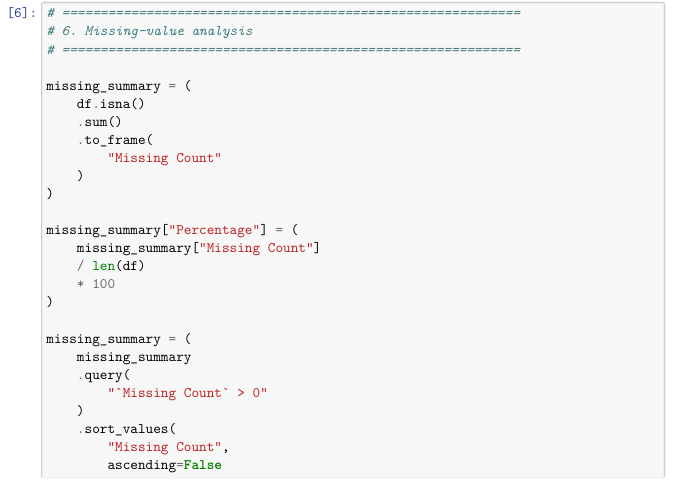 [6]: # ===========================================================
# 6. Missing-value analysis
# ===========================================================
missing_summary = (
    df.isna()
    .sum()
    .to_frame(
        "Missing Count"
    )
)
missing_summary["Percentage"] = (
    missing_summary["Missing Count"]
    / len(df)
    * 100
)
missing_summary = (
    missing_summary
    .query(
        "`Missing Count` > 0"
    )
    .sort_values(
        "Missing Count",
        ascending=False